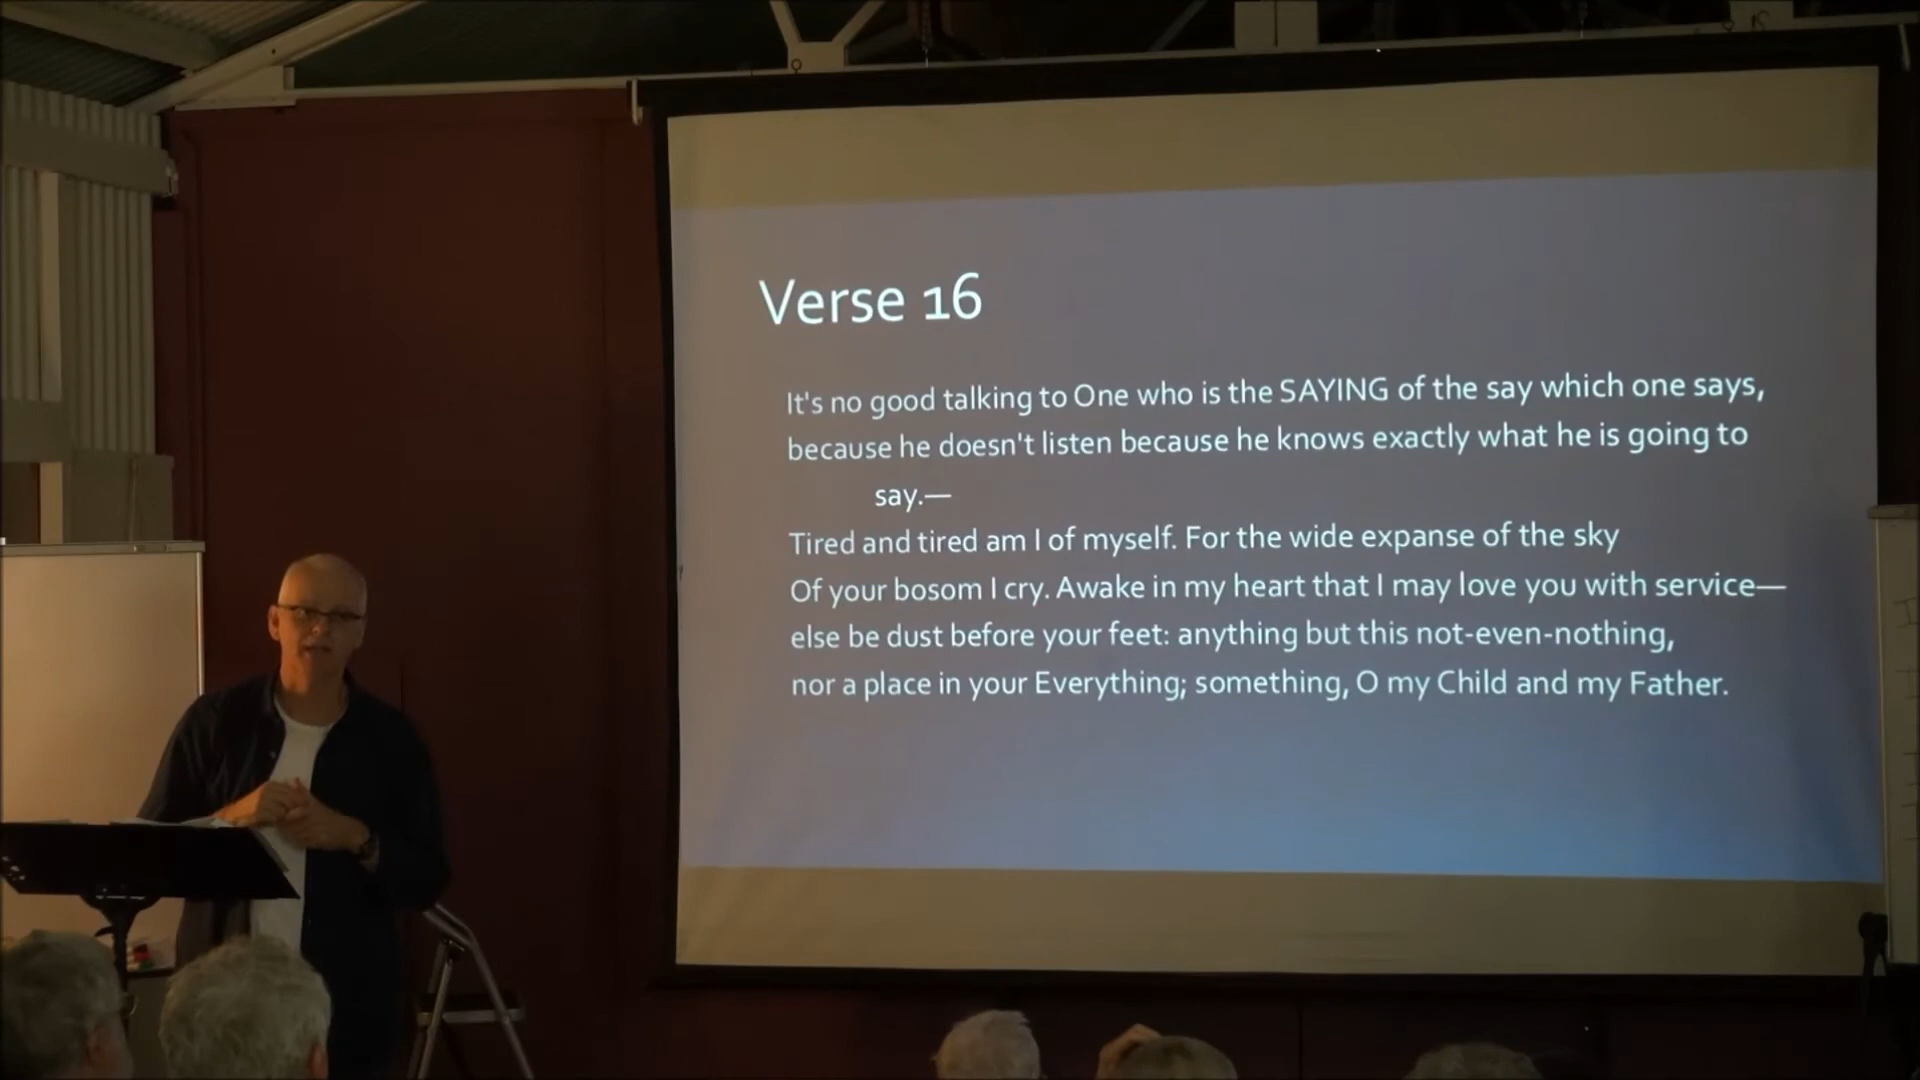 Verse 16
It's no good talking to One who is the SAYING of the say which one says,
because he doesn't listen because he knows exactly what he is going to
say.—
Tired and tired am I of myself. For the wide expanse of the sky
Of your bosom I cry. Awake in my heart that I may love you with service—
else be dust before your feet: anything but this not-even-nothing,
nor a place in your Everything; something, O my Child and my Father.